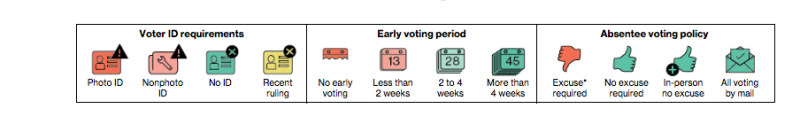 Voter ID requirements
Early voting period
Absentee voting policy
13
28
45
Photo ID
Nonphoto
ID
No ID
Recent
ruling
No early
voting
Less than
2 weeks
2 to 4
weeks
More than
4 weeks
Excuse*
required
No excuse
required
In-person
no excuse
All voting
by mail